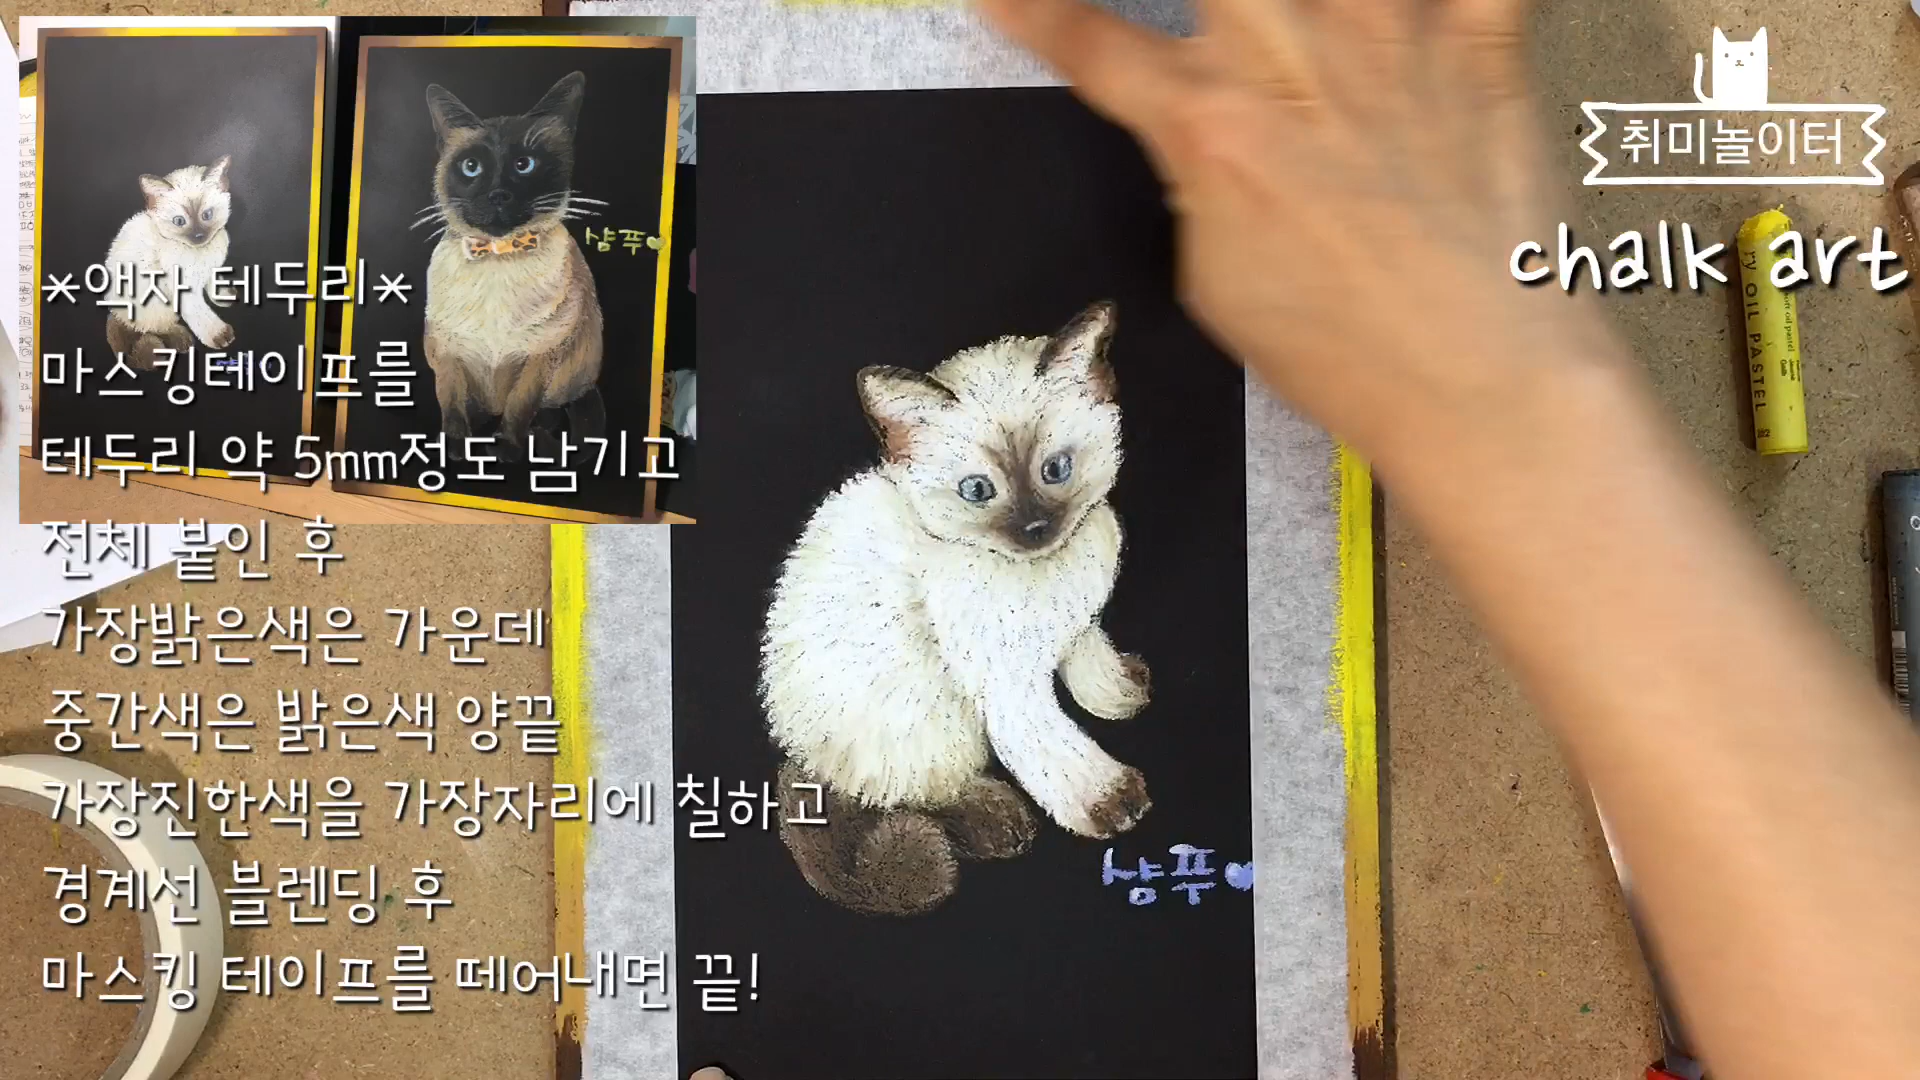 취미놀이터
chalk art
*액자 테두리*
마스킹테이프를
테두리 약 5mm정도 남기고
전체 붙인 후
가장밝은색은 가운데
중간색은 밝은색 양끝
가장진한색을 가장자리에 칠하고
경계선 블렌딩 후
마스킹 테이프를 떼어내면 끝!
샴푸
샴푸
RY OIL PASTEL